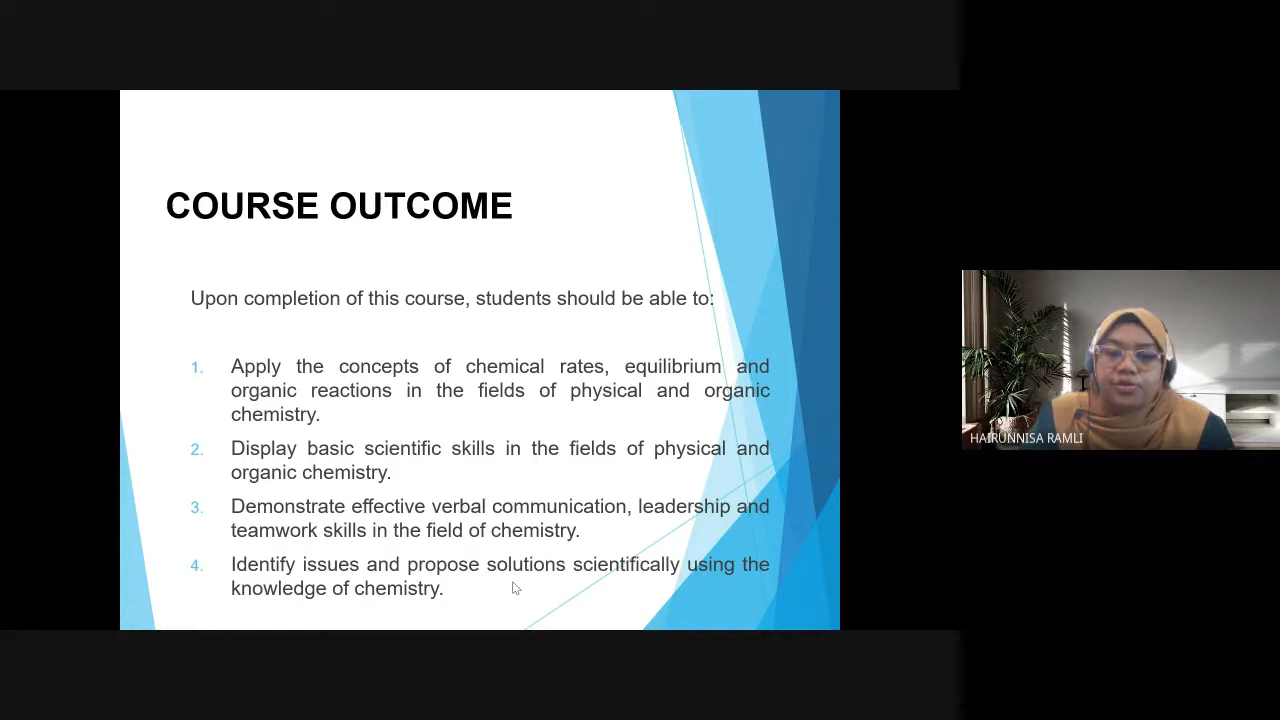 COURSE OUTCOME
Upon completion of this course, students should be able to:
1. Apply the concepts of chemical rates, equilibrium and
organic reactions in the fields of physical and organic
chemistry.
2. Display basic scientific skills in the fields of physical and
organic chemistry.
3. Demonstrate effective verbal communication, leadership and
teamwork skills in the field of chemistry.
4. Identify issues and propose solutions scientifically using the
knowledge of chemistry.
HAIRUNNISA RAMLI